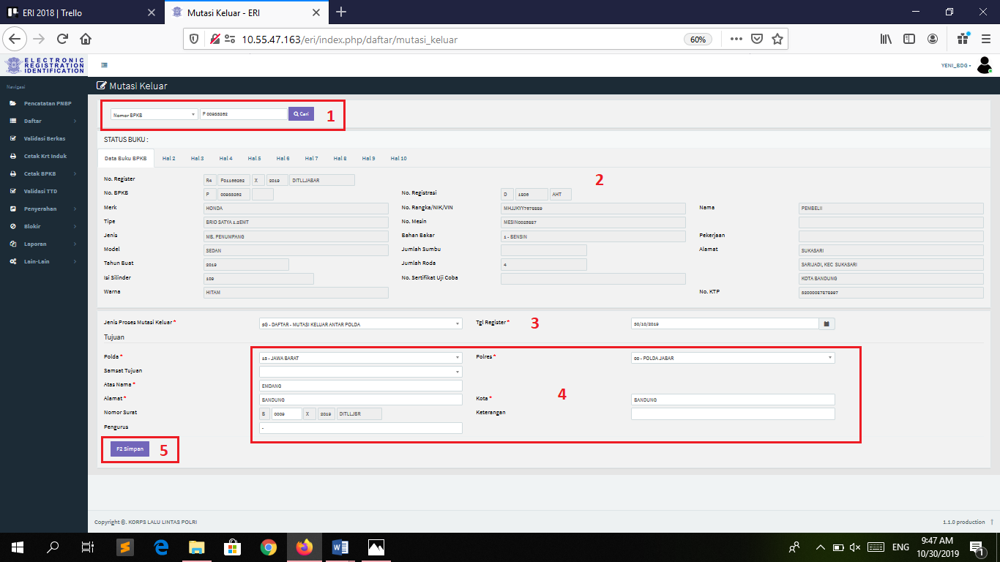 ERI 2018 | Trello
Mutasi Keluar - ERI
10.55.47.163/eri/index.php/daftar/mutasi_keluar
60%
ELECTRONIC
REGISTRATION
IDENTIFICATION
YENI_BDG
Navigasi
Pencatatan PNBP
Daftar
Validasi Berkas
Cetak Krt Induk
Cetak BPKB
Validasi TTD
Penyerahan
Blokir
Laporan
Lain-Lain
Mutasi Keluar
Nomor BPKB P 00953262 Cari 1
STATUS BUKU :
Data Buku BPKB Hal 2 Hal 3 Hal 4 Hal 5 Hal 6 Hal 7 Hal 8 Hal 9 Hal 10
2
No. Register R4 P01166262 X 2019 DITLLJABAR
No. BPKB P 00953262 No. Registrasi D 1206 AHT
Merk HONDA No. Rangka/NIK/VIN MHJJKYY7678889 Nama PEMBELII
Tipe BRIO SATYA 1.2EMT No. Mesin MESIN0025887
Jenis MB. PENUMPANG Bahan Bakar 1 - BENSIN Pekerjaan
Model SEDAN Jumlah Sumbu Alamat SUKASARI
Tahun Buat 2019 Jumlah Roda 4 SARIJADI, KEC SUKASARI
Isi Silinder 109 No. Sertifikat Uji Coba KOTA BANDUNG
Warna HITAM No. KTP
Jenis Proses Mutasi Keluar * 5G - DAFTAR - MUTASI KELUAR ANTAR POLDA Tgl Register * 3 30/10/2019
Tujuan
Polda * 13 - JAWA BARAT Polres * 00 - POLDA JABAR
Samsat Tujuan
Atas Nama * ENDANG
4
Alamat * BANDUNG Kota * BANDUNG
Nomor Surat B 0009 X 2019 DITLLJBR Keterangan
Pengurus -
F2 Simpan 5
Copyright ©. KORPS LALU LINTAS POLRI
1.1.0 production
ENG
9:47 AM
10/30/2019
1